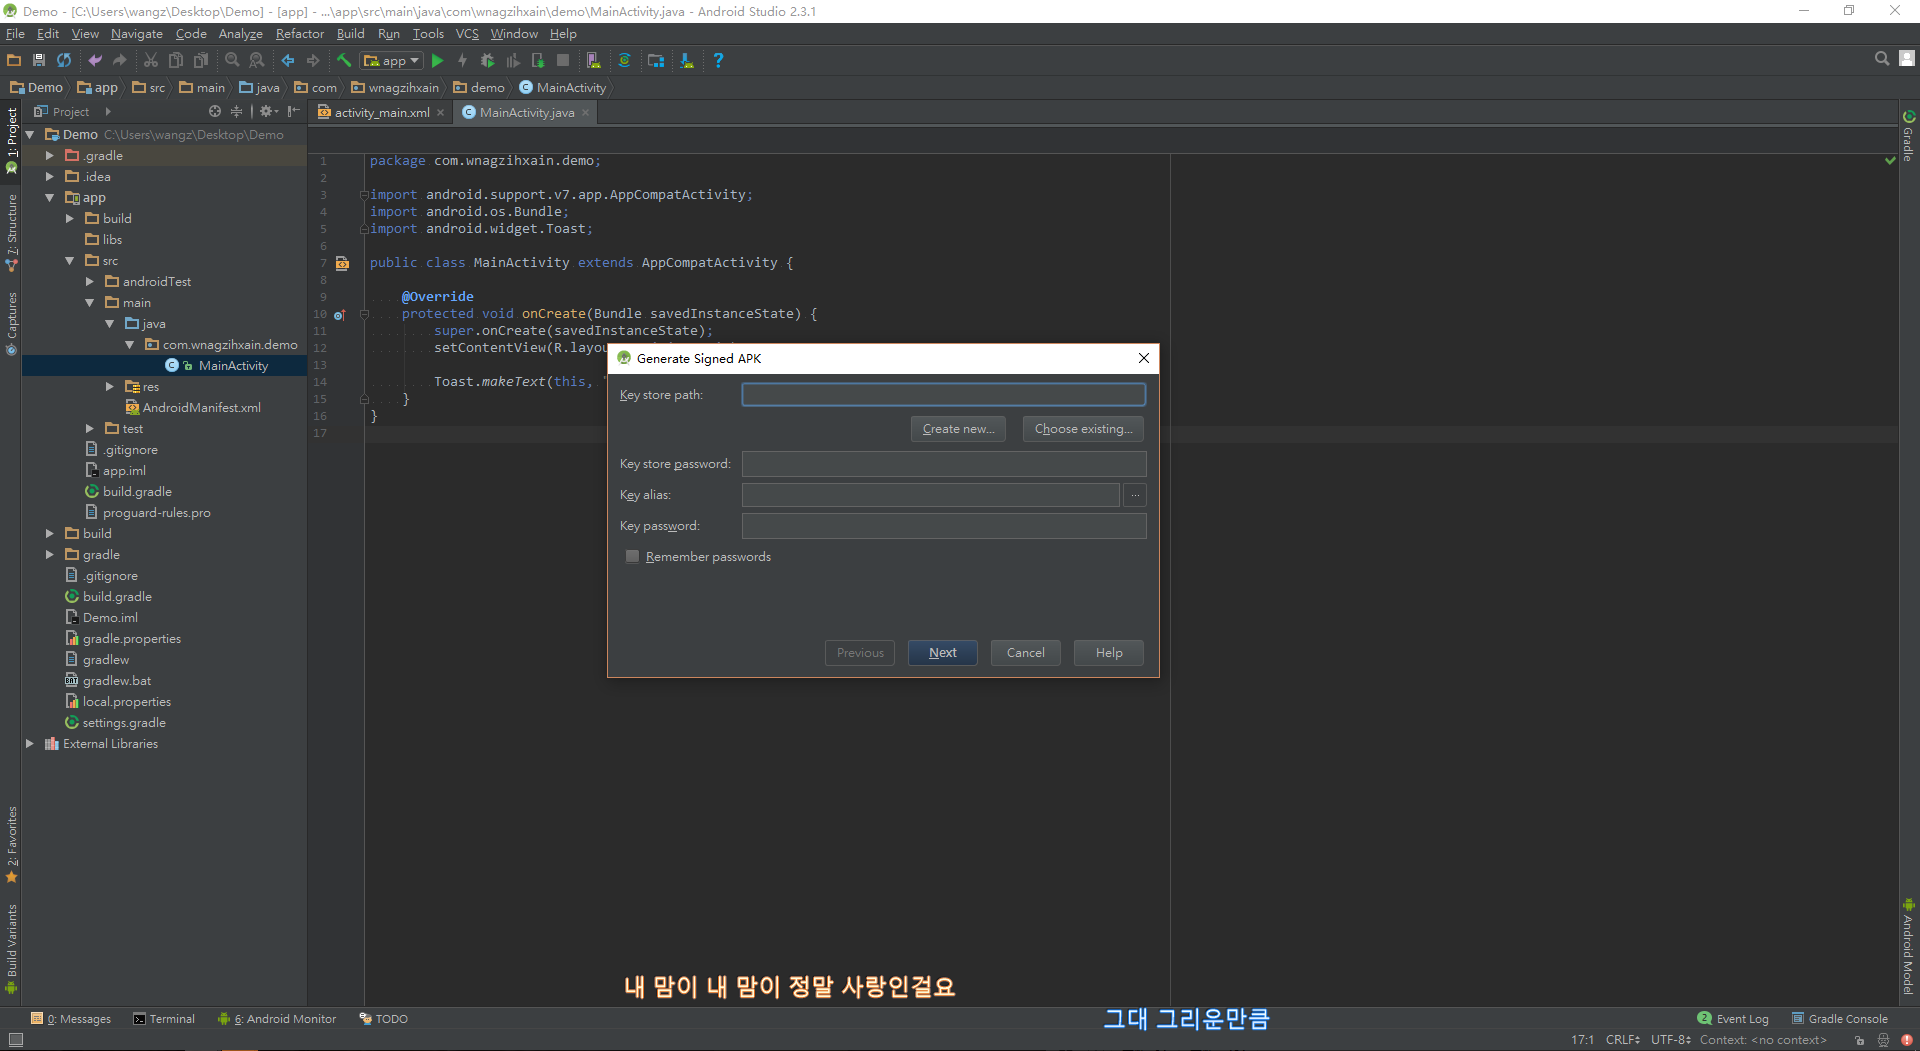 Demo - [C:\Users\wangz\Desktop\Demo] - [app] - ...\app\src\main\java\com\wnagzihxain\demo\MainActivity.java - Android Studio 2.3.1
File Edit View Navigate Code Analyze Refactor Build Run Tools VCS Window Help
app
Demo app src main java com wnagzihxain demo MainActivity
Project
activity_main.xml
MainActivity.java
1: Project
7: Structure
Captures
2: Favorites
Build Variants
Demo C:\Users\wangz\Desktop\Demo
.gradle
.idea
app
build
libs
src
androidTest
main
java
com.wnagzihxain.demo
MainActivity
res
AndroidManifest.xml
test
.gitignore
app.iml
build.gradle
proguard-rules.pro
build
gradle
.gitignore
build.gradle
Demo.iml
gradle.properties
gradlew
gradlew.bat
local.properties
settings.gradle
External Libraries
1 package com.wnagzihxain.demo;
2
3 import android.support.v7.app.AppCompatActivity;
4 import android.os.Bundle;
5 import android.widget.Toast;
6
7 public class MainActivity extends AppCompatActivity {
8
9 @Override
10 protected void onCreate(Bundle savedInstanceState) {
11 super.onCreate(savedInstanceState);
12 setContentView(R.layou
13
14 Toast.makeText(this,
15 }
16 }
17
Generate Signed APK
Key store path:
Create new... Choose existing...
Key store password:
Key alias:
...
Key password:
Remember passwords
Previous Next Cancel Help
Gradle
Android Model
내 맘이 내 맘이 정말 사랑인걸요
그대 그리운만큼
0: Messages Terminal 6: Android Monitor TODO
2 Event Log Gradle Console
17:1 CRLF UTF-8 Context: <no context>